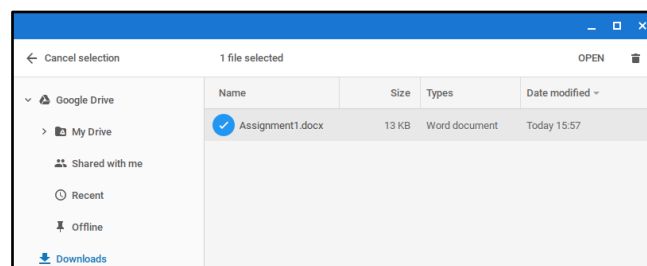 Cancel selection 1 file selected OPEN
Google Drive
My Drive
Shared with me
Recent
Offline
Downloads
Name Size Types Date modified
Assignment1.docx 13 KB Word document Today 15:57